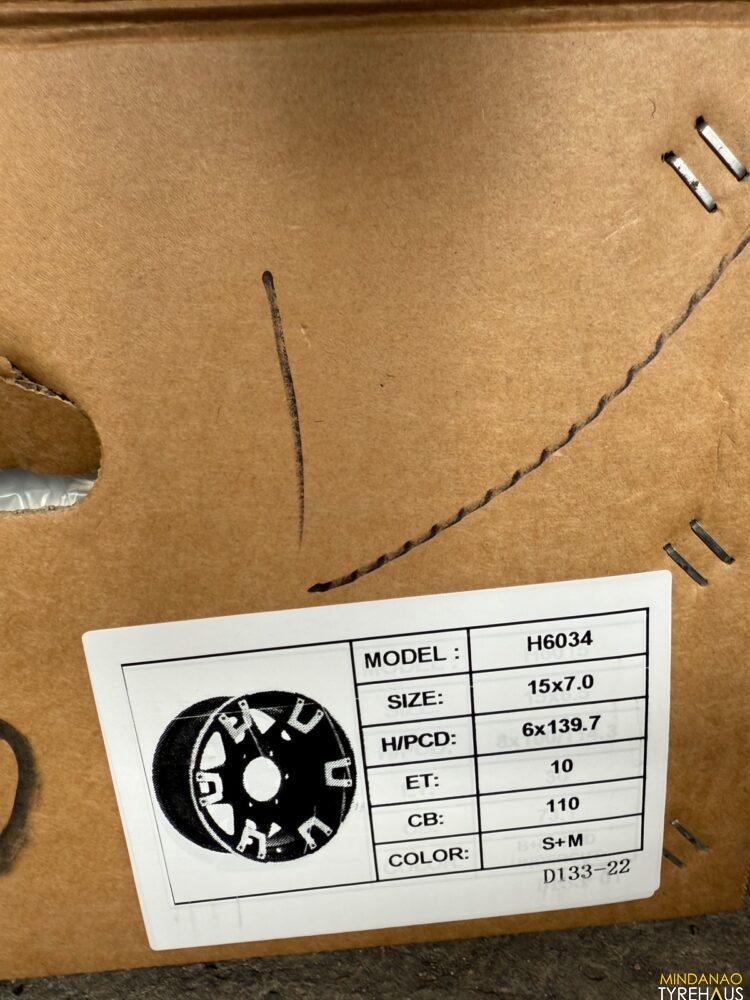 MODEL : H6034
SIZE: 15x7.0
H/PCD: 6x139.7
ET: 10
CB: 110
COLOR: S+M
D133-22
MINDANAO
TYREHAUS